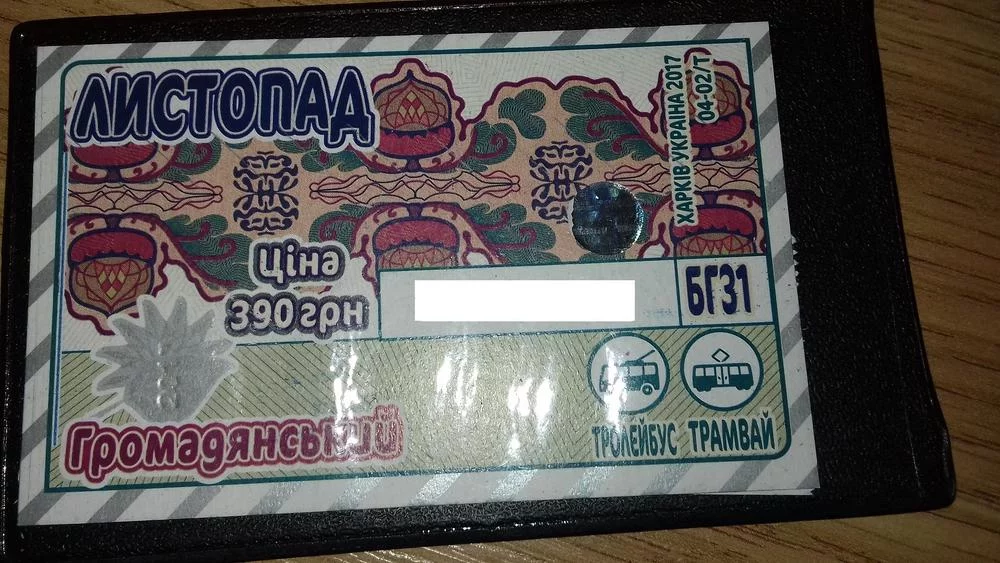 ЛИСТОПАД
ХАРКІВ УКРАЇНА 2017
04-02/Т
Ціна
390грн
БГ31
Громадянський
ТРОЛЕЙБУС ТРАМВАЙ